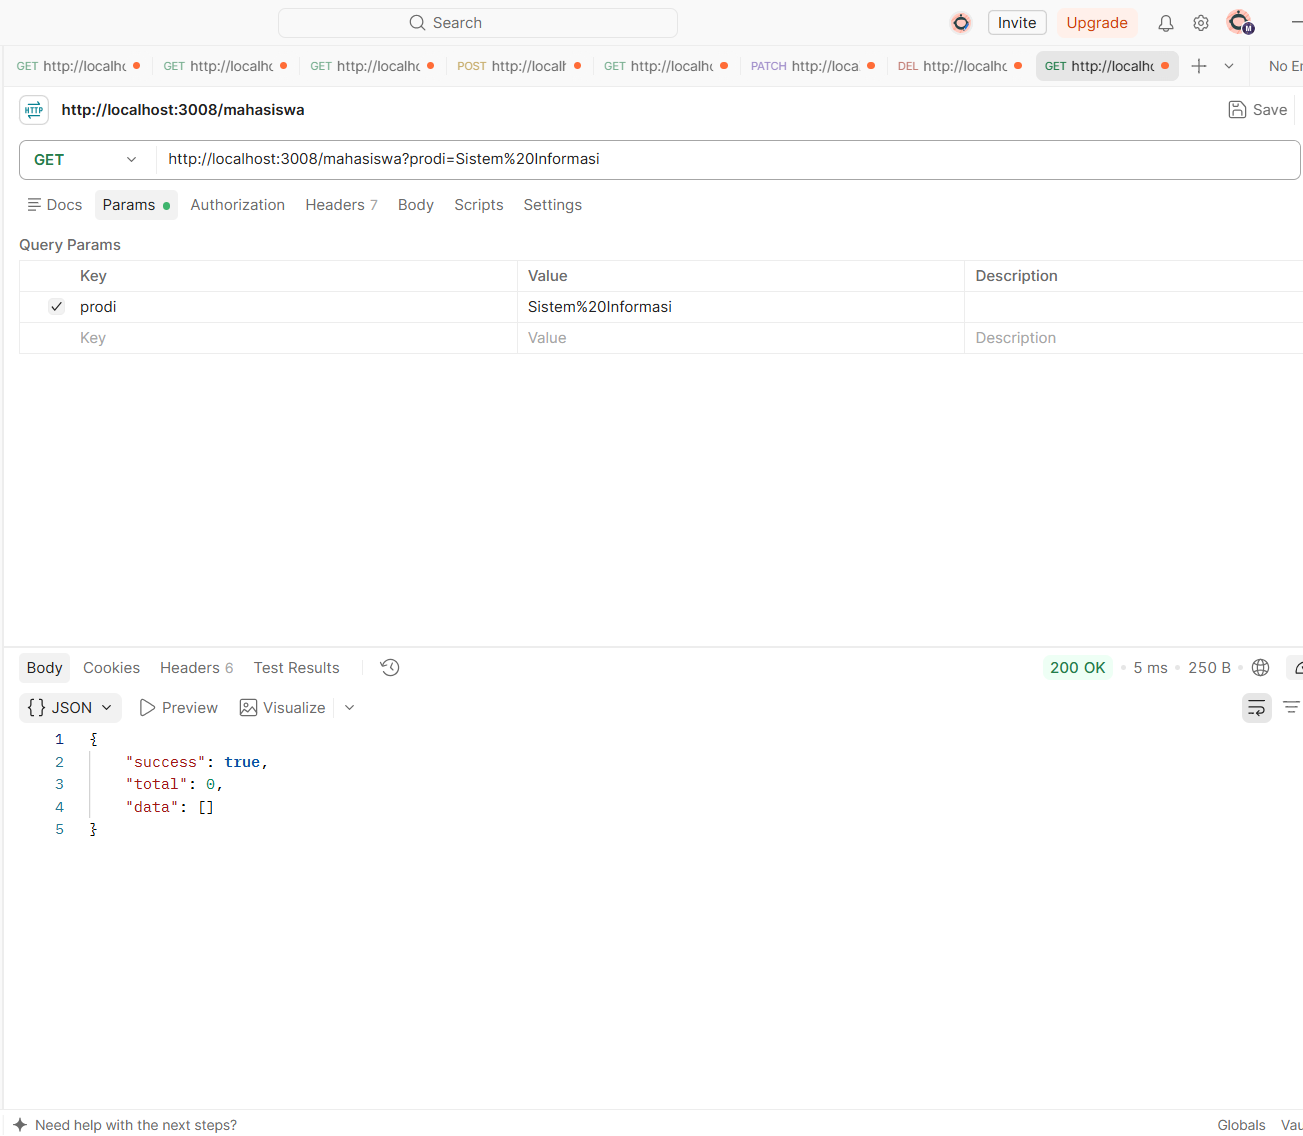 Search
Invite
Upgrade
M
GET http://localhc
GET http://localhc
GET http://localhc
POST http://localh
GET http://localhc
PATCH http://loca
DEL http://localhc
GET http://localhc
No En
HTTP
http://localhost:3008/mahasiswa
Save
GET
http://localhost:3008/mahasiswa?prodi=Sistem%20Informasi
Docs
Params
Authorization
Headers 7
Body
Scripts
Settings
Query Params
Key Value Description
prodi Sistem%20Informasi
Key Value Description
Body
Cookies
Headers 6
Test Results
200 OK
5 ms
250 B
{} JSON
Preview
Visualize
1 {
2 "success": true,
3 "total": 0,
4 "data": []
5 }
Need help with the next steps?
Globals
Vau